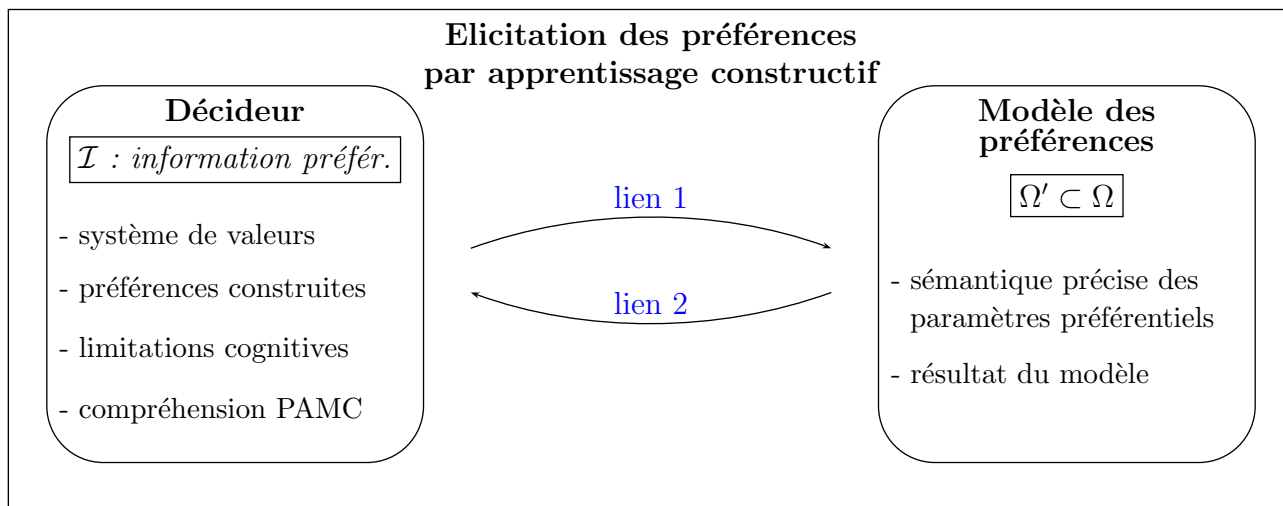 Elicitation des préférences
par apprentissage constructif
Décideur
ℐ : information préfér.
- système de valeurs
- préférences construites
- limitations cognitives
- compréhension PAMC
lien 1
lien 2
Modèle des
préférences
Ω′ ⊂ Ω
- sémantique précise des
paramètres préférentiels
- résultat du modèle